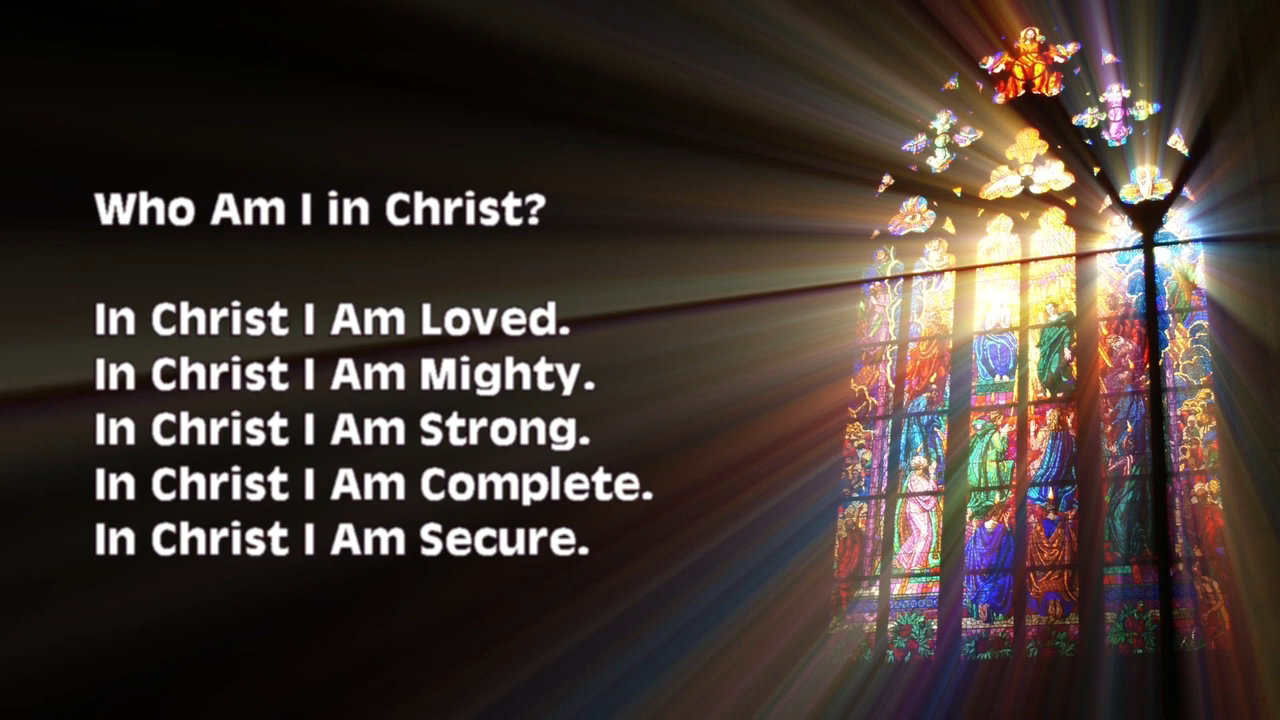 Who Am I in Christ?
In Christ I Am Loved.
In Christ I Am Mighty.
In Christ I Am Strong.
In Christ I Am Complete.
In Christ I Am Secure.